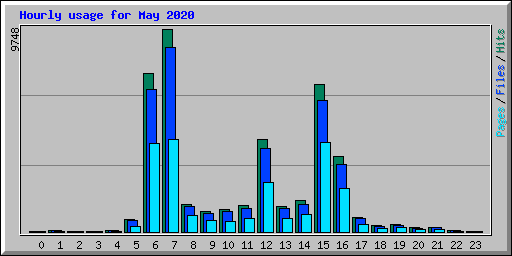 Hourly usage for May 2020
9748
Pages / Files / Hits
0 1 2 3 4 5 6 7 8 9 10 11 12 13 14 15 16 17 18 19 20 21 22 23